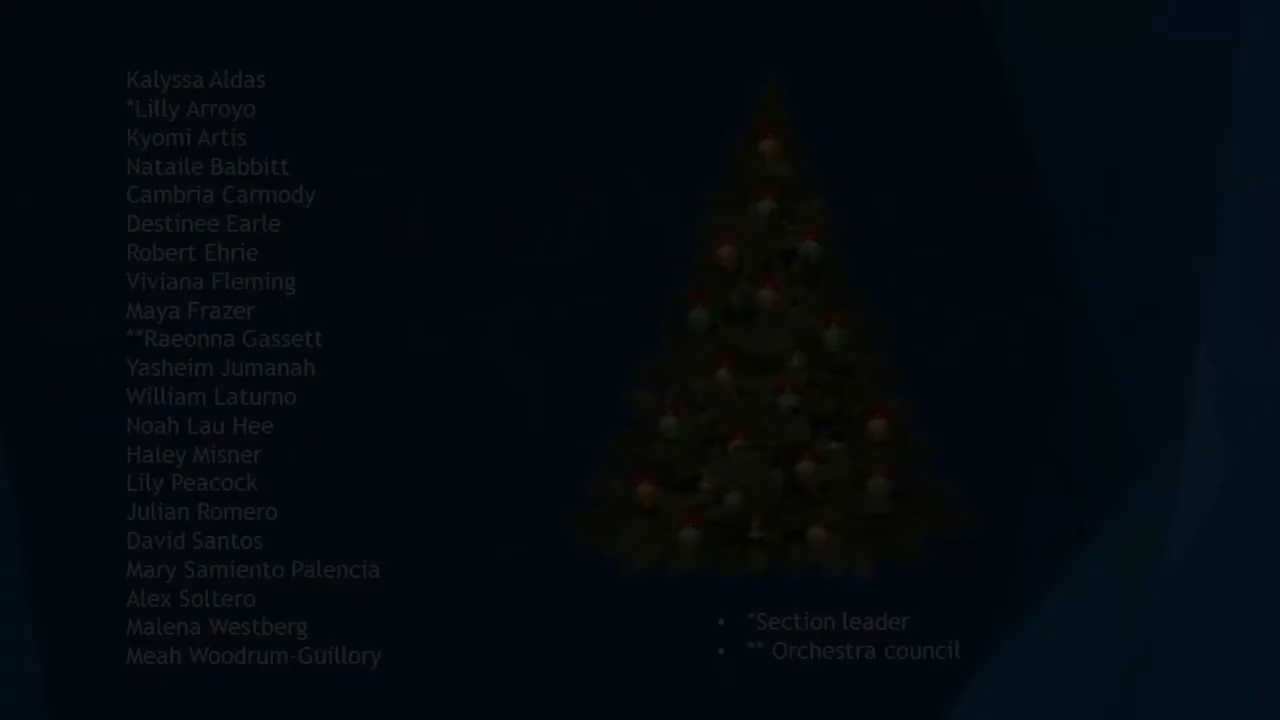 Kalyssa Aldas
*Lilly Arroyo
Kyomi Artis
Nataile Babbitt
Cambria Carmody
Destinee Earle
Robert Ehrie
Viviana Fleming
Maya Frazer
**Raeonna Gassett
Yasheim Jumanah
William Laturno
Noah Lau Hee
Haley Misner
Lily Peacock
Julian Romero
David Santos
Mary Samiento Palencia
Alex Soltero
Malena Westberg
Meah Woodrum-Guillory
• *Section leader
• ** Orchestra council